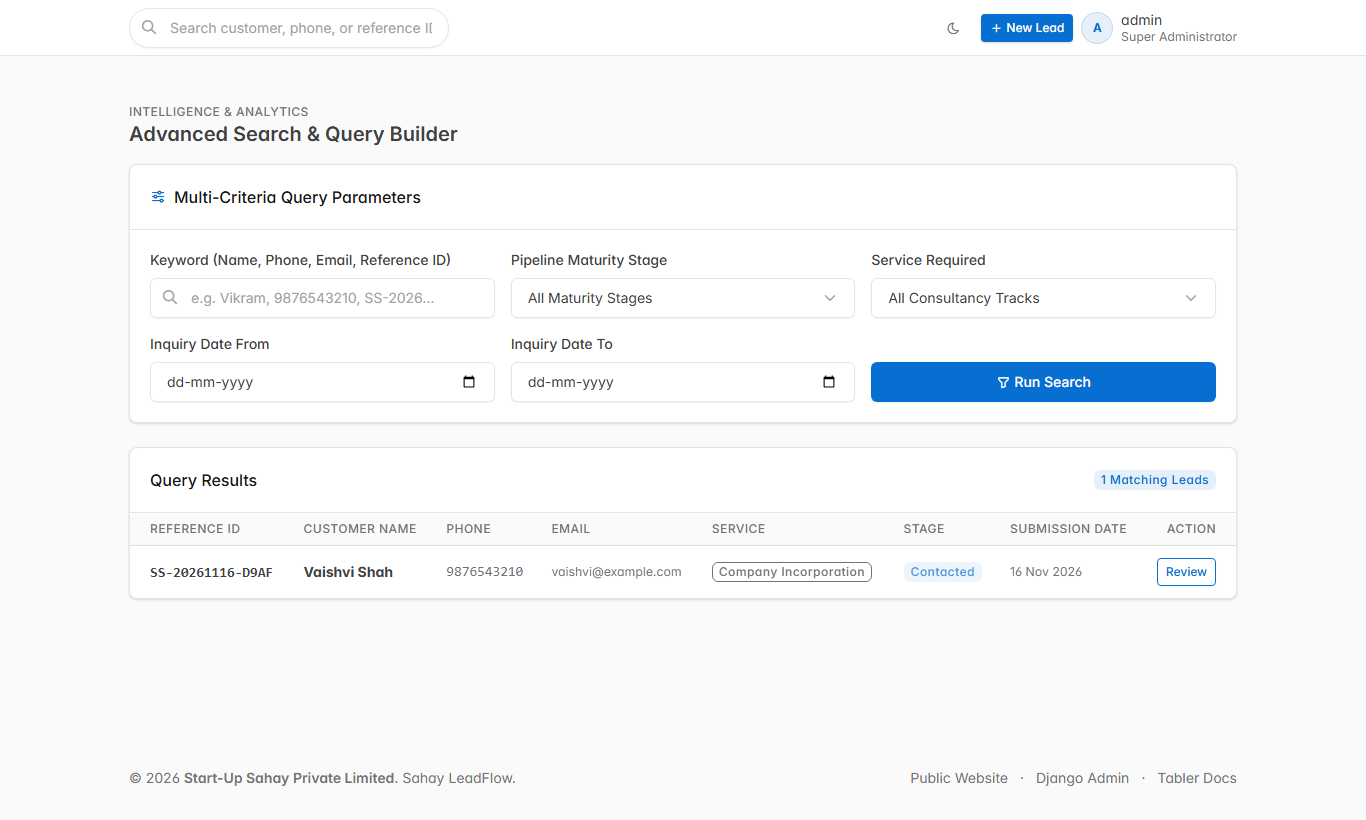 Search customer, phone, or reference ID
+ New Lead
A
admin
Super Administrator
INTELLIGENCE & ANALYTICS
Advanced Search & Query Builder
Multi-Criteria Query Parameters
Keyword (Name, Phone, Email, Reference ID)
Pipeline Maturity Stage
Service Required
e.g. Vikram, 9876543210, SS-2026...
All Maturity Stages
All Consultancy Tracks
Inquiry Date From
Inquiry Date To
dd-mm-yyyy
dd-mm-yyyy
Run Search
Query Results
1 Matching Leads
REFERENCE ID CUSTOMER NAME PHONE EMAIL SERVICE STAGE SUBMISSION DATE ACTION
SS-20261116-D9AF Vaishvi Shah 9876543210 vaishvi@example.com Company Incorporation Contacted 16 Nov 2026 Review
© 2026 Start-Up Sahay Private Limited. Sahay LeadFlow.
Public Website · Django Admin · Tabler Docs